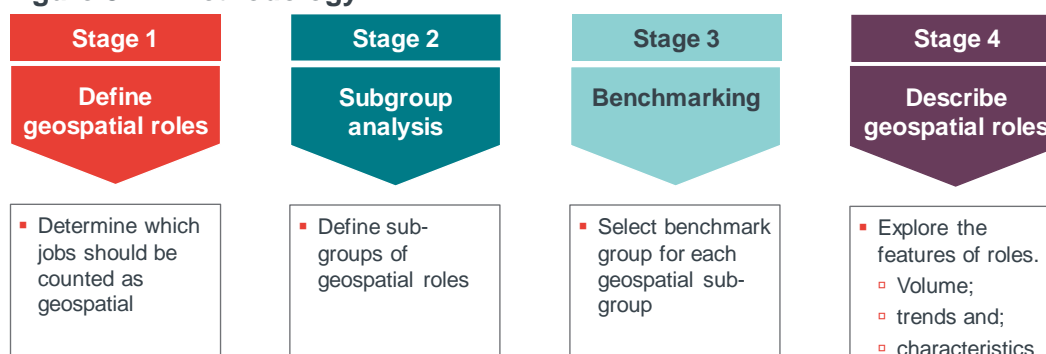 Stage 1
Define
geospatial roles
▪ Determine which
jobs should be
counted as
geospatial
Stage 2
Subgroup
analysis
▪ Define sub-
groups of
geospatial roles
Stage 3
Benchmarking
▪ Select benchmark
group for each
geospatial sub-
group
Stage 4
Describe
geospatial roles
▪ Explore the
features of roles.
▫ Volume;
▫ trends and;
▫ characteristics